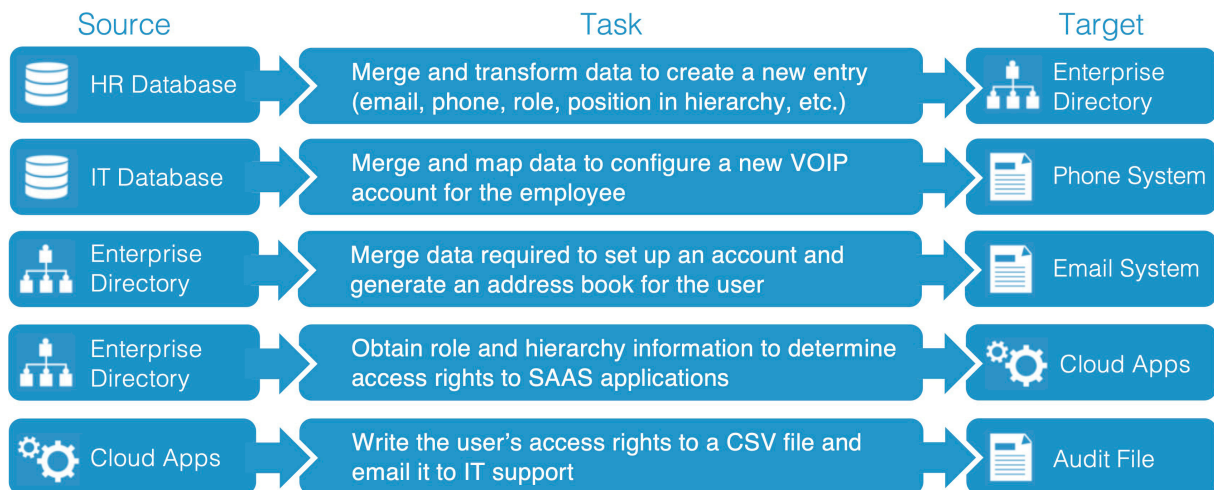 Source
Task
Target
HR Database
Merge and transform data to create a new entry
(email, phone, role, position in hierarchy, etc.)
Enterprise
Directory
IT Database
Merge and map data to configure a new VOIP
account for the employee
Phone System
Enterprise
Directory
Merge data required to set up an account and
generate an address book for the user
Email System
Enterprise
Directory
Obtain role and hierarchy information to determine
access rights to SAAS applications
Cloud Apps
Cloud Apps
Write the user’s access rights to a CSV file and
email it to IT support
Audit File